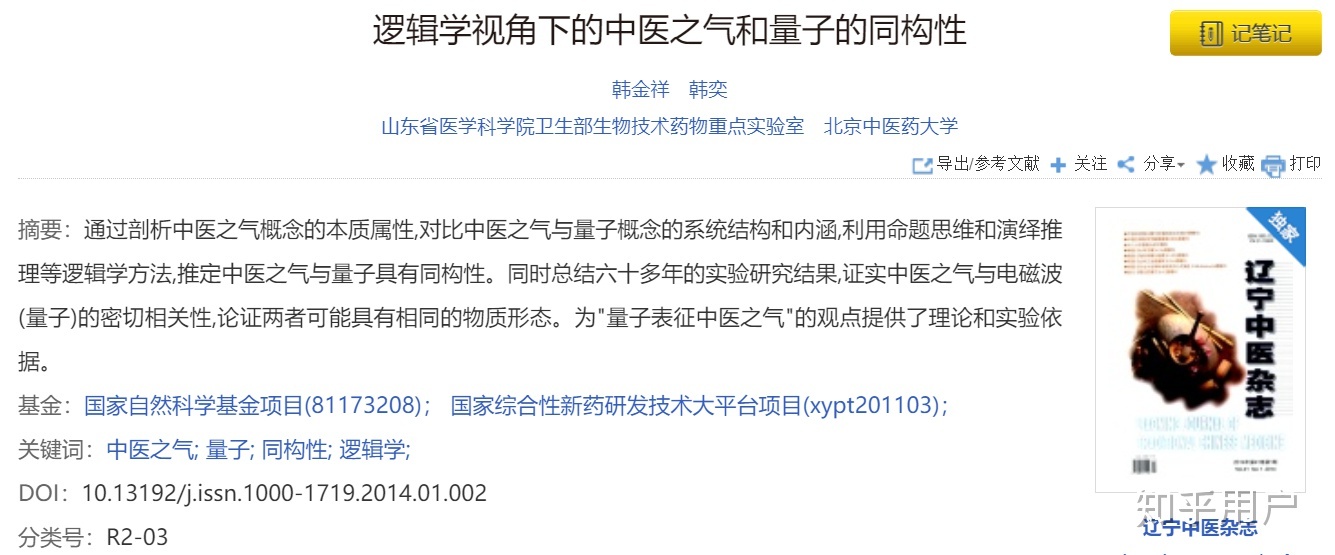 逻辑学视角下的中医之气和量子的同构性
记笔记
韩金祥 韩奕
山东省医学科学院卫生部生物技术药物重点实验室 北京中医药大学
导出/参考文献 关注 分享 收藏 打印
摘要：通过剖析中医之气概念的本质属性,对比中医之气与量子概念的系统结构和内涵,利用命题思维和演绎推
理等逻辑学方法,推定中医之气与量子具有同构性。同时总结六十多年的实验研究结果,证实中医之气与电磁波
(量子)的密切相关性,论证两者可能具有相同的物质形态。为"量子表征中医之气"的观点提供了理论和实验依
据。
基金：国家自然科学基金项目(81173208)； 国家综合性新药研发技术大平台项目(xypt201103)；
关键词：中医之气; 量子; 同构性; 逻辑学;
DOI：10.13192/j.issn.1000-1719.2014.01.002
分类号：R2-03
独家
辽宁中医杂志
知乎用户
辽宁中医杂志